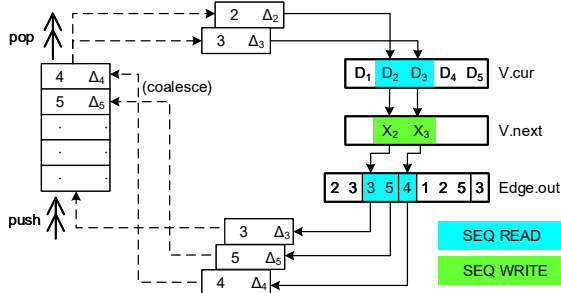 pop
2 Δ2
3 Δ3
4 Δ4
5 Δ5
. .
. .
. .
(coalesce)
push
D1 D2 D3 D4 D5 V.cur
X2 X3 V.next
2 3 3 5 4 1 2 5 3 Edge.out
3 Δ3
5 Δ5
4 Δ4
SEQ READ
SEQ WRITE